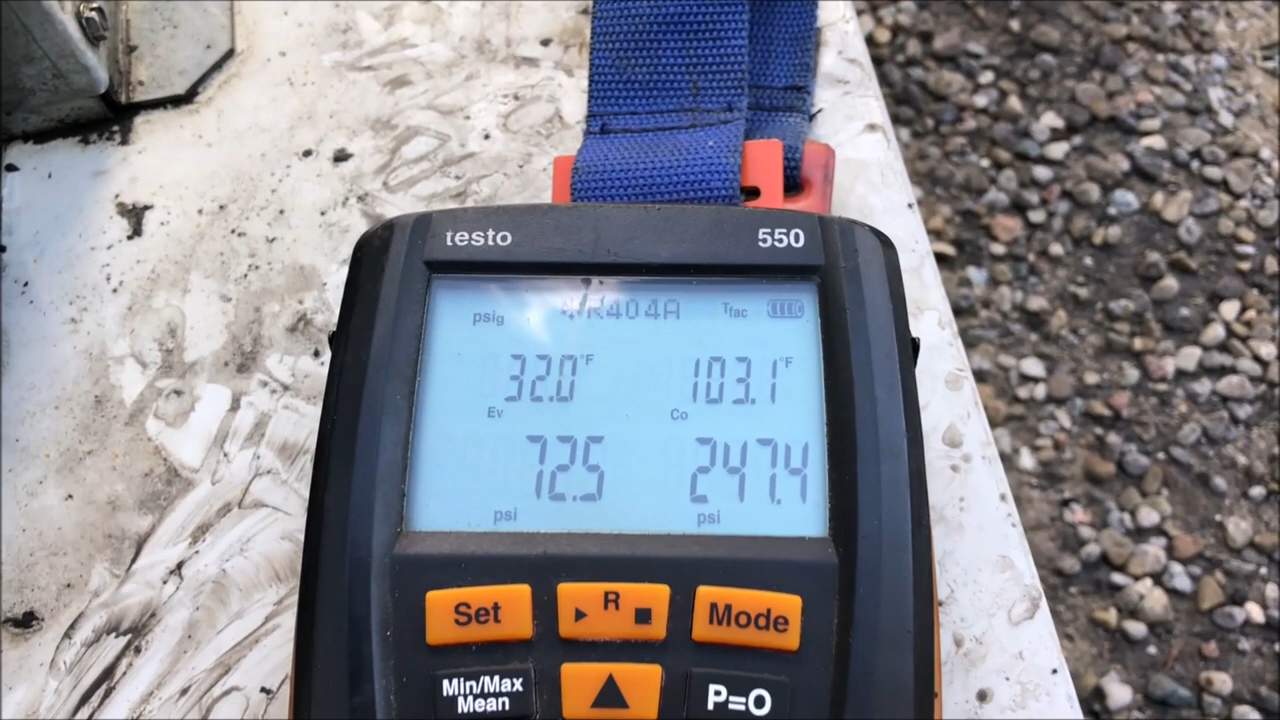 testo 550
psig R404A Tfac
32.0 °F 103.1 °F
Ev Co
72.5 247.4
psi psi
Set R Mode
Min/Max
Mean
P=O